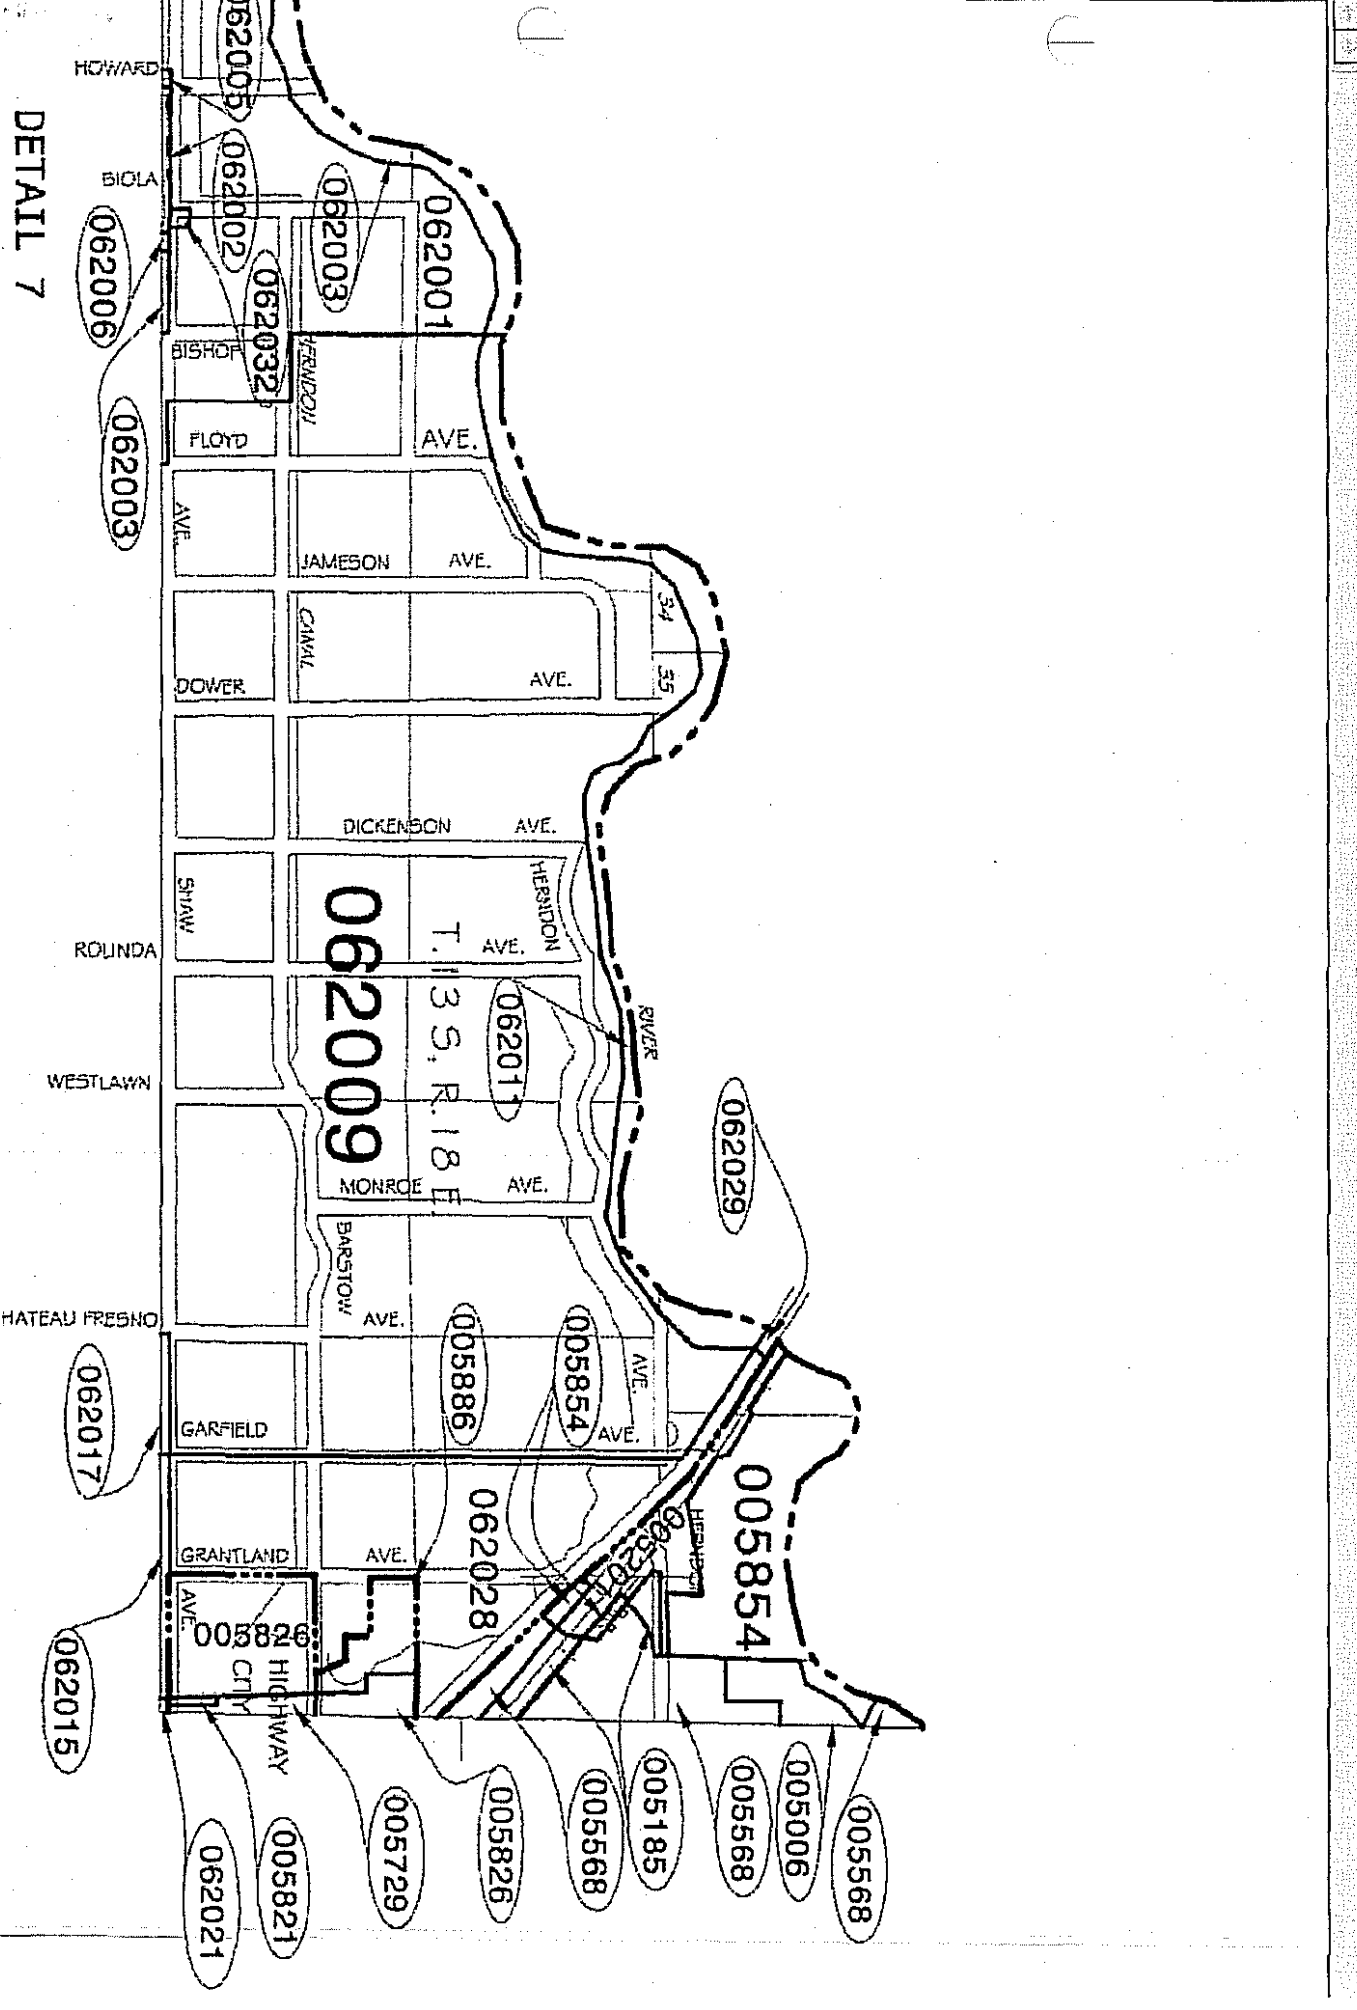 HOWARD
062005
062002
BIOLA
062003
062001
062006
062032
DETAIL 7
BISHOP
HERNDON
062003
FLOYD
AVE.
AVE.
JAMESON
AVE.
34
CANAL
35
DOWER
AVE.
DICKENSON
AVE.
SHAW
HERNDON
ROLINDA
062009
T.13 S, R.18 E
AVE.
062011
RIVER
WESTLAWN
062029
MONROE
AVE.
BARSTOW
HATEAU FRESNO
AVE.
005886
005854
AVE.
062017
GARFIELD
AVE.
062028
005854
GRANTLAND
AVE.
AVE.
005826
HIGHWAY
CITY
062015
005729
005826
005568
005185
005568
005006
005568
005821
062021